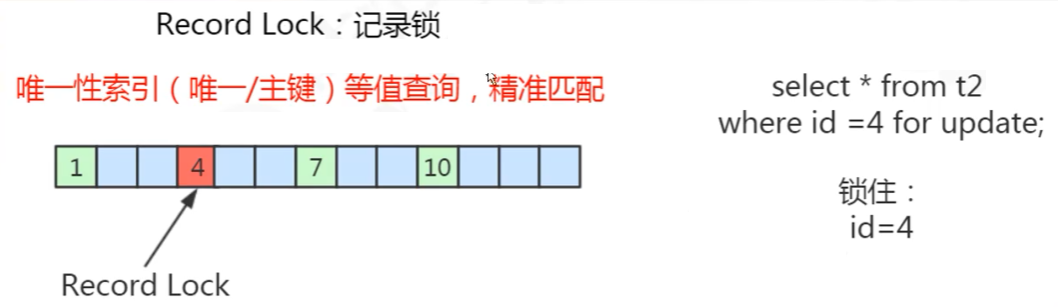 Record Lock：记录锁
唯一性索引（唯一/主键）等值查询，精准匹配
1 4 7 10
Record Lock
select * from t2
where id =4 for update;
锁住：
id=4